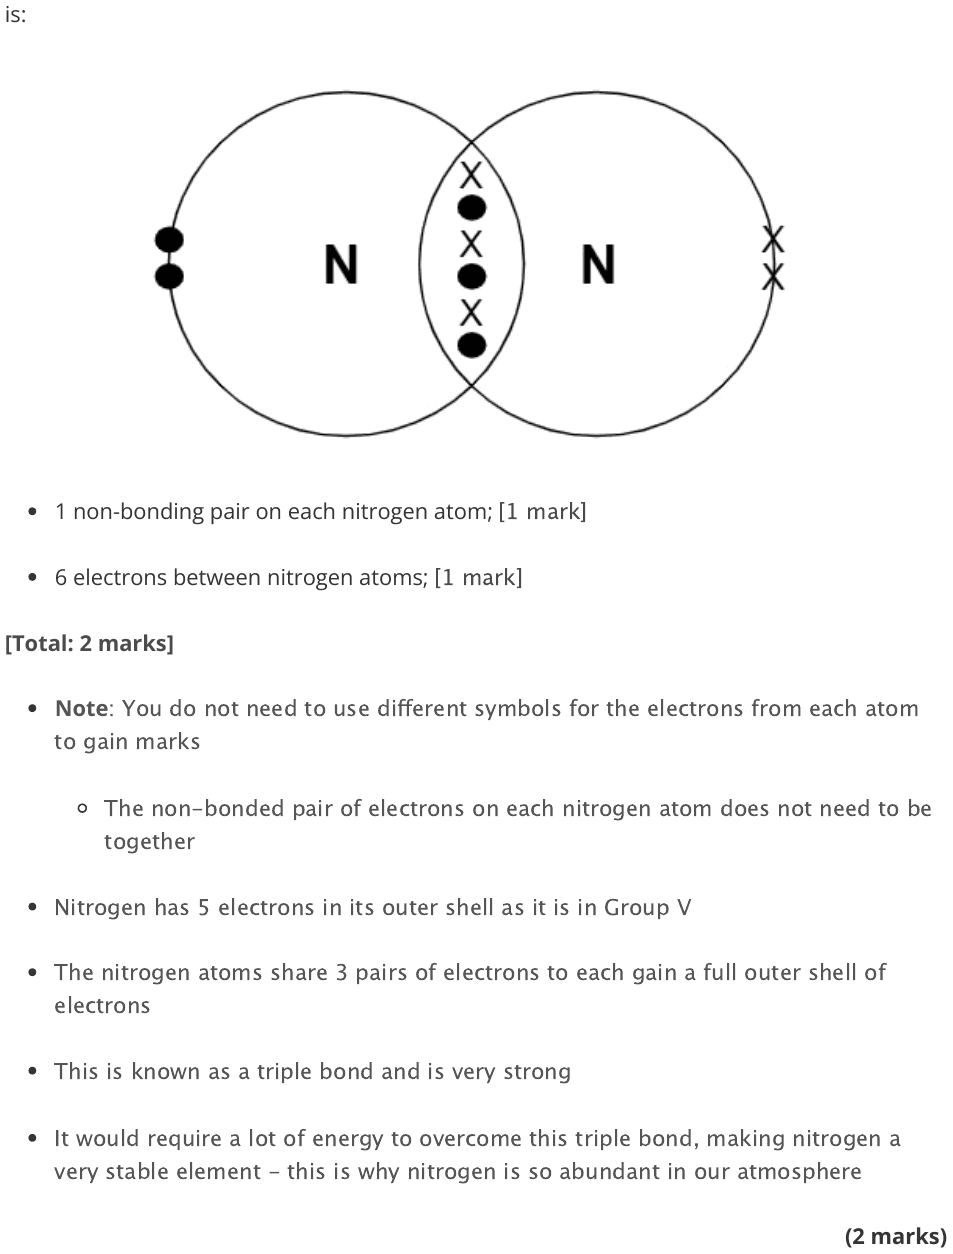 is:
X
X
N N X
X
X
• 1 non-bonding pair on each nitrogen atom; [1 mark]
• 6 electrons between nitrogen atoms; [1 mark]
[Total: 2 marks]
• Note: You do not need to use different symbols for the electrons from each atom
to gain marks
○ The non-bonded pair of electrons on each nitrogen atom does not need to be
together
• Nitrogen has 5 electrons in its outer shell as it is in Group V
• The nitrogen atoms share 3 pairs of electrons to each gain a full outer shell of
electrons
• This is known as a triple bond and is very strong
• It would require a lot of energy to overcome this triple bond, making nitrogen a
very stable element – this is why nitrogen is so abundant in our atmosphere
(2 marks)